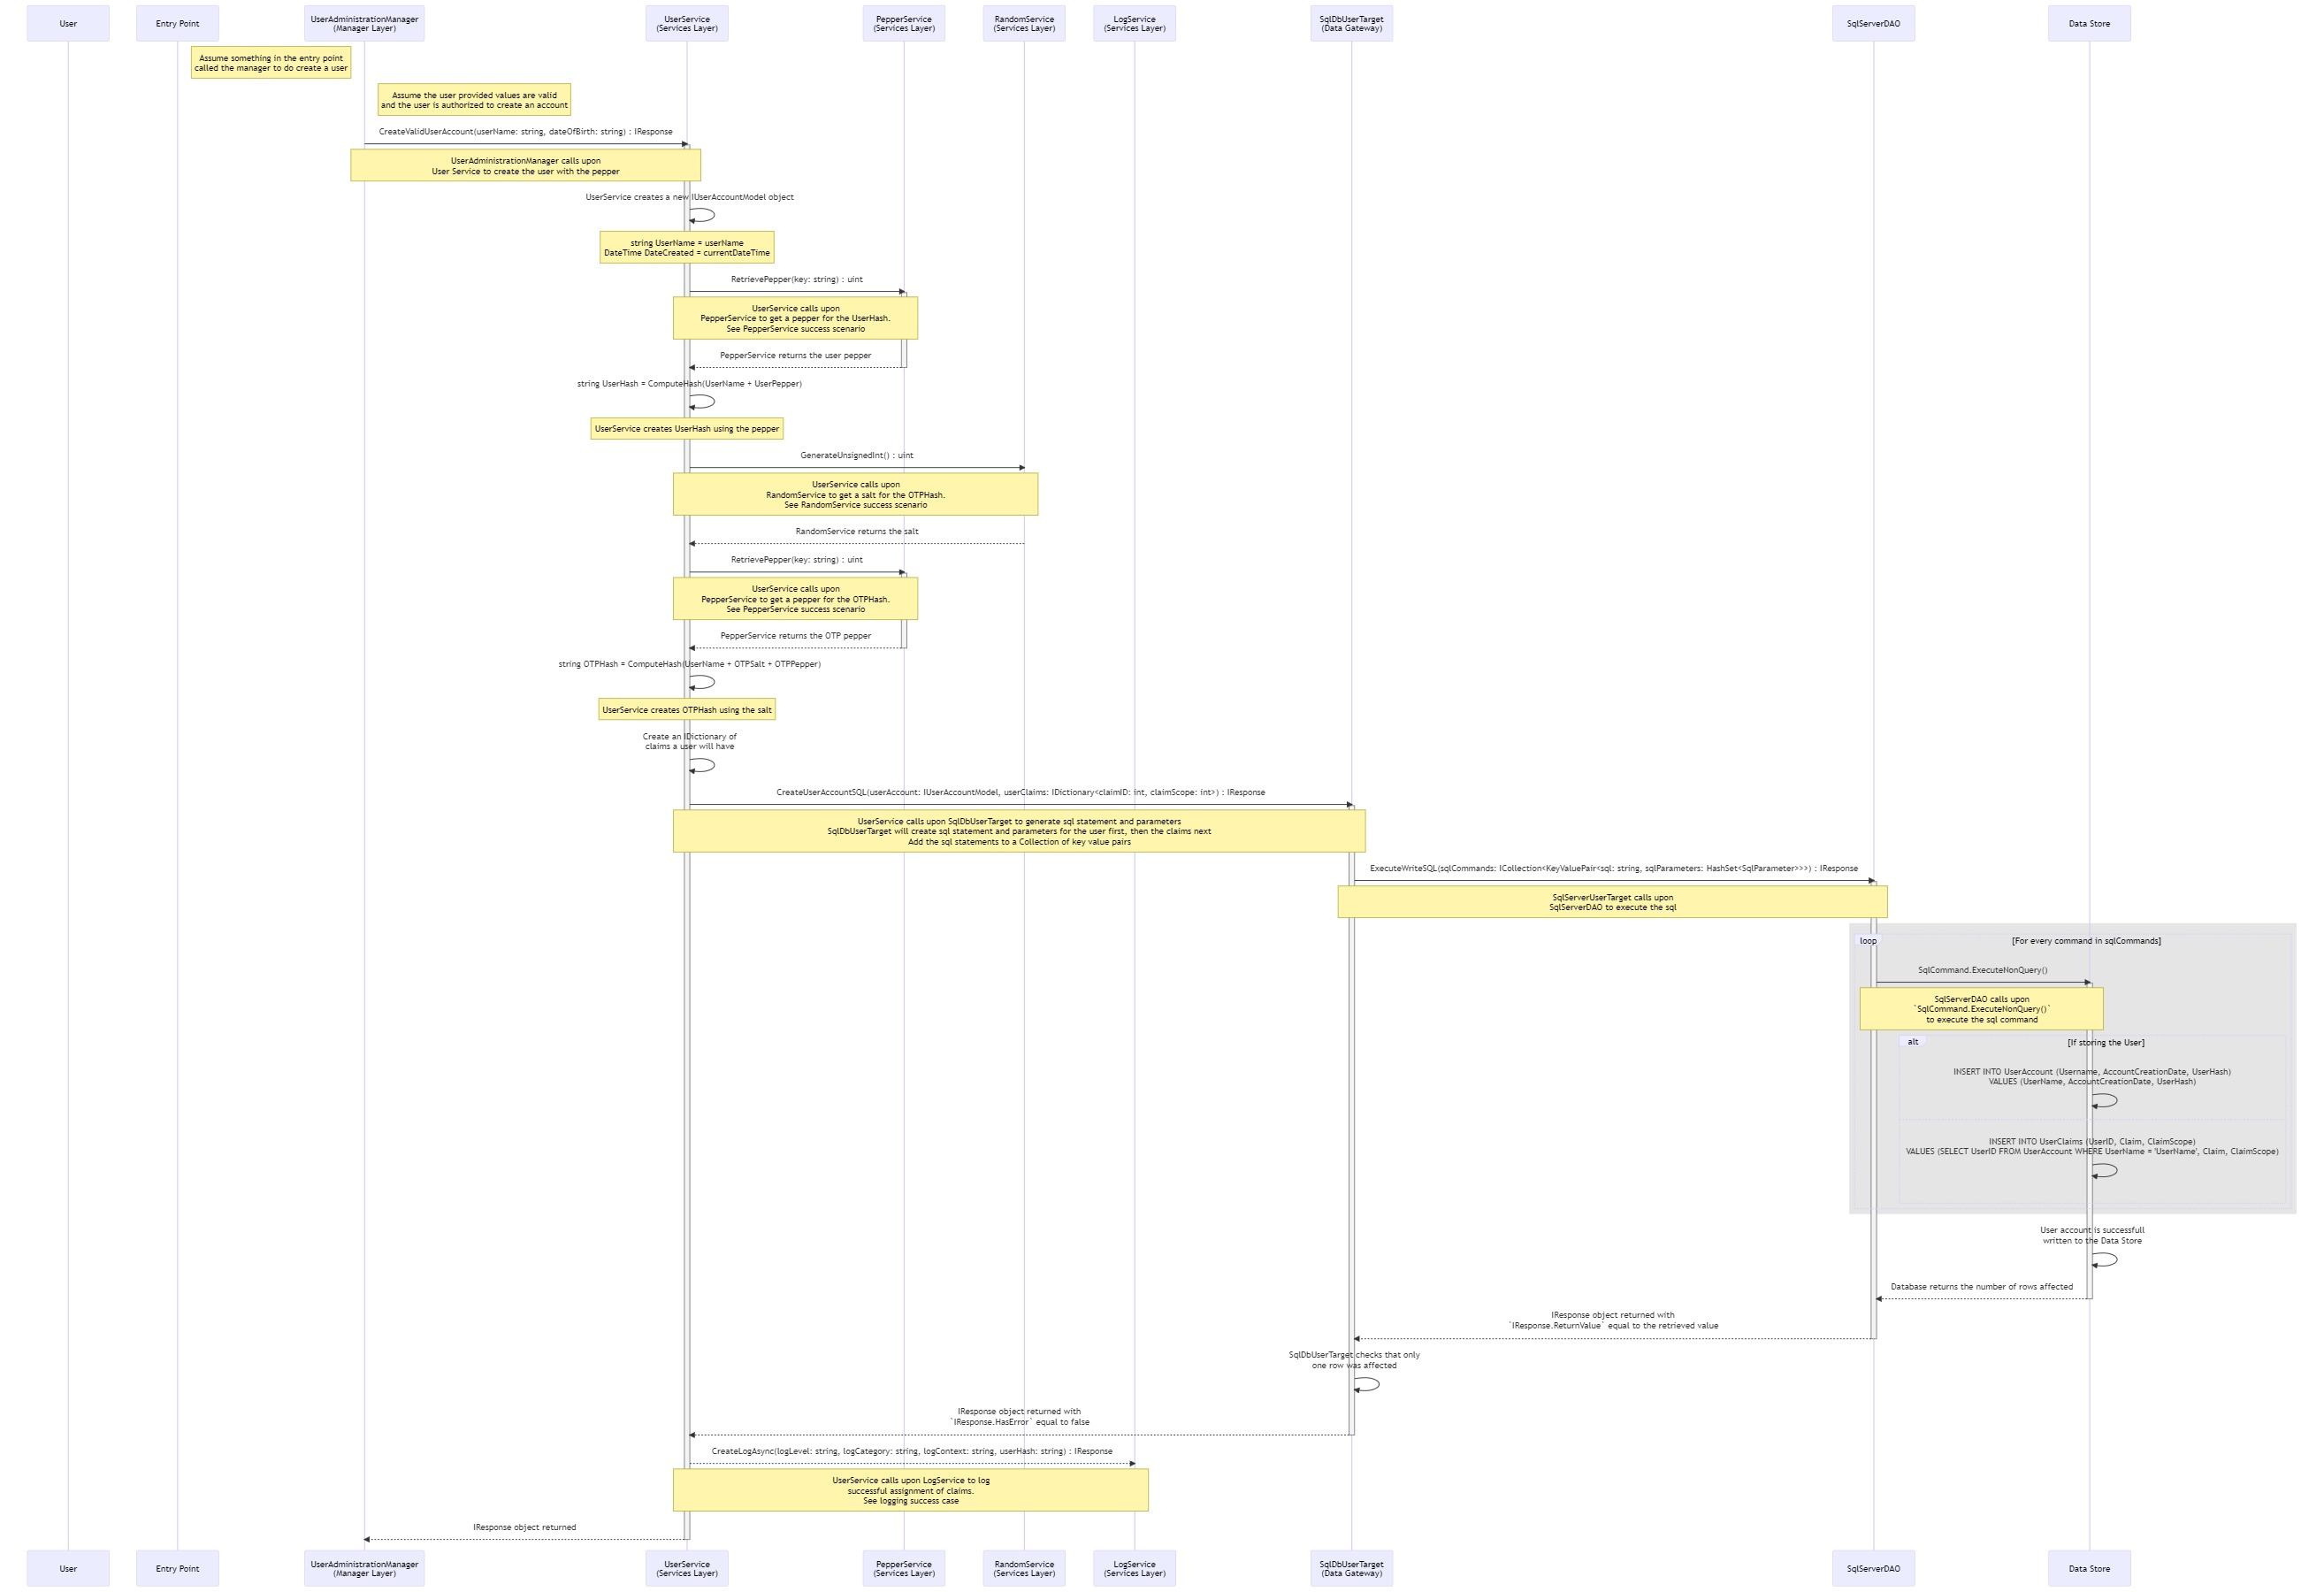 User
Entry Point
UserAdministrationManager
(Manager Layer)
UserService
(Services Layer)
PepperService
(Services Layer)
RandomService
(Services Layer)
LogService
(Services Layer)
SqlDbUserTarget
(Data Gateway)
SqlServerDAO
Data Store
Assume something in the entry point
called the manager to do create a user
Assume the user provided values are valid
and the user is authorized to create an account
CreateValidUserAccount(userName: string, dateOfBirth: string) : IResponse
UserAdministrationManager calls upon
User Service to create the user with the pepper
UserService creates a new IUserAccountModel object
string UserName = userName
DateTime DateCreated = currentDateTime
RetrievePepper(key: string) : uint
UserService calls upon
PepperService to get a pepper for the UserHash.
See PepperService success scenario
PepperService returns the user pepper
string UserHash = ComputeHash(UserName + UserPepper)
UserService creates UserHash using the pepper
GenerateUnsignedInt() : uint
UserService calls upon
RandomService to get a salt for the OTPHash.
See RandomService success scenario
RandomService returns the salt
RetrievePepper(key: string) : uint
UserService calls upon
PepperService to get a pepper for the OTPHash.
See PepperService success scenario
PepperService returns the OTP pepper
string OTPHash = ComputeHash(UserName + OTPSalt + OTPPepper)
UserService creates OTPHash using the salt
Create an IDictionary of
claims a user will have
CreateUserAccountSQL(userAccount: IUserAccountModel, userClaims: IDictionary<claimID: int, claimScope: int>) : IResponse
UserService calls upon SqlDbUserTarget to generate sql statement and parameters
SqlDbUserTarget will create sql statement and parameters for the user first, then the claims next
Add the sql statements to a Collection of key value pairs
ExecuteWriteSQL(sqlCommands: ICollection<KeyValuePair<sql: string, sqlParameters: HashSet<SqlParameter>>>) : IResponse
SqlServerUserTarget calls upon
SqlServerDAO to execute the sql
loop
[For every command in sqlCommands]
SqlCommand.ExecuteNonQuery()
SqlServerDAO calls upon
`SqlCommand.ExecuteNonQuery()`
to execute the sql command
alt
[If storing the User]
INSERT INTO UserAccount (Username, AccountCreationDate, UserHash)
VALUES (UserName, AccountCreationDate, UserHash)
INSERT INTO UserClaims (UserID, Claim, ClaimScope)
VALUES (SELECT UserID FROM UserAccount WHERE UserName = 'UserName', Claim, ClaimScope)
User account is successfull
written to the Data Store
Database returns the number of rows affected
IResponse object returned with
`IResponse.ReturnValue` equal to the retrieved value
SqlDbUserTarget checks that only
one row was affected
IResponse object returned with
`IResponse.HasError` equal to false
CreateLogAsync(logLevel: string, logCategory: string, logContext: string, userHash: string) : IResponse
UserService calls upon LogService to log
successful assignment of claims.
See logging success case
IResponse object returned
User
Entry Point
UserAdministrationManager
(Manager Layer)
UserService
(Services Layer)
PepperService
(Services Layer)
RandomService
(Services Layer)
LogService
(Services Layer)
SqlDbUserTarget
(Data Gateway)
SqlServerDAO
Data Store